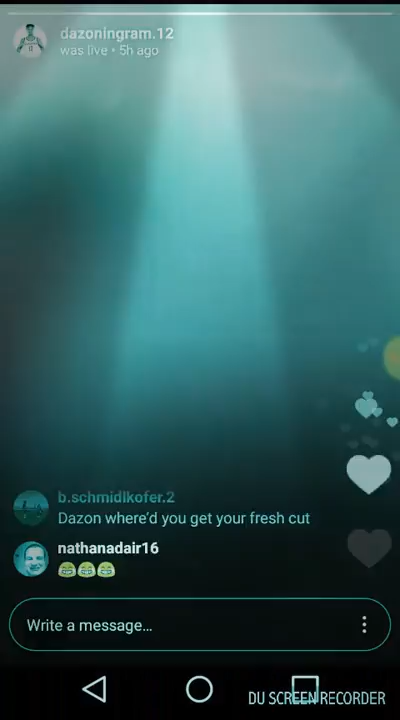 dazoningram.12
was live • 5h ago
b.schmidlkofer.2
Dazon where'd you get your fresh cut
nathanadair16
😂😂😂
Write a message...
DU SCREEN RECORDER